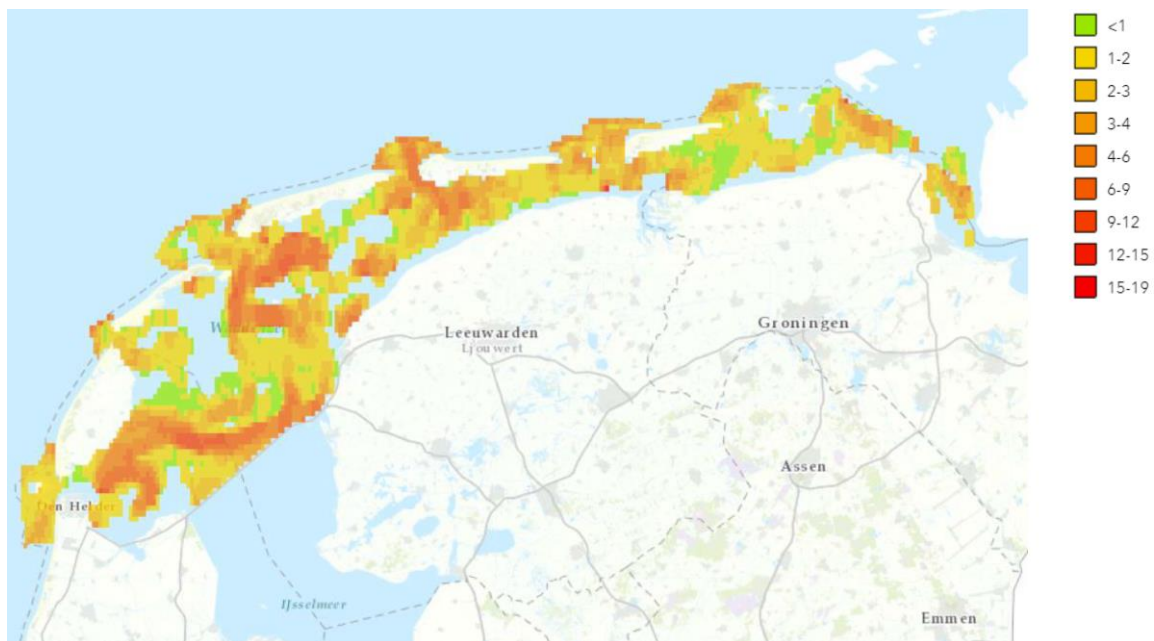 <1
1-2
2-3
3-4
4-6
6-9
9-12
12-15
15-19
Groningen
Leeuwarden
Ljouwert
Assen
Den Helder
IJsselmeer
Emmen